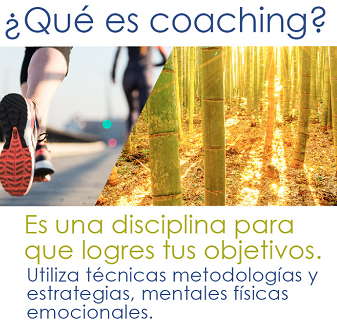 ¿Qué es coaching?
Es una disciplina para
que logres tus objetivos.
Utiliza técnicas metodologías y
estrategias, mentales físicas
emocionales.